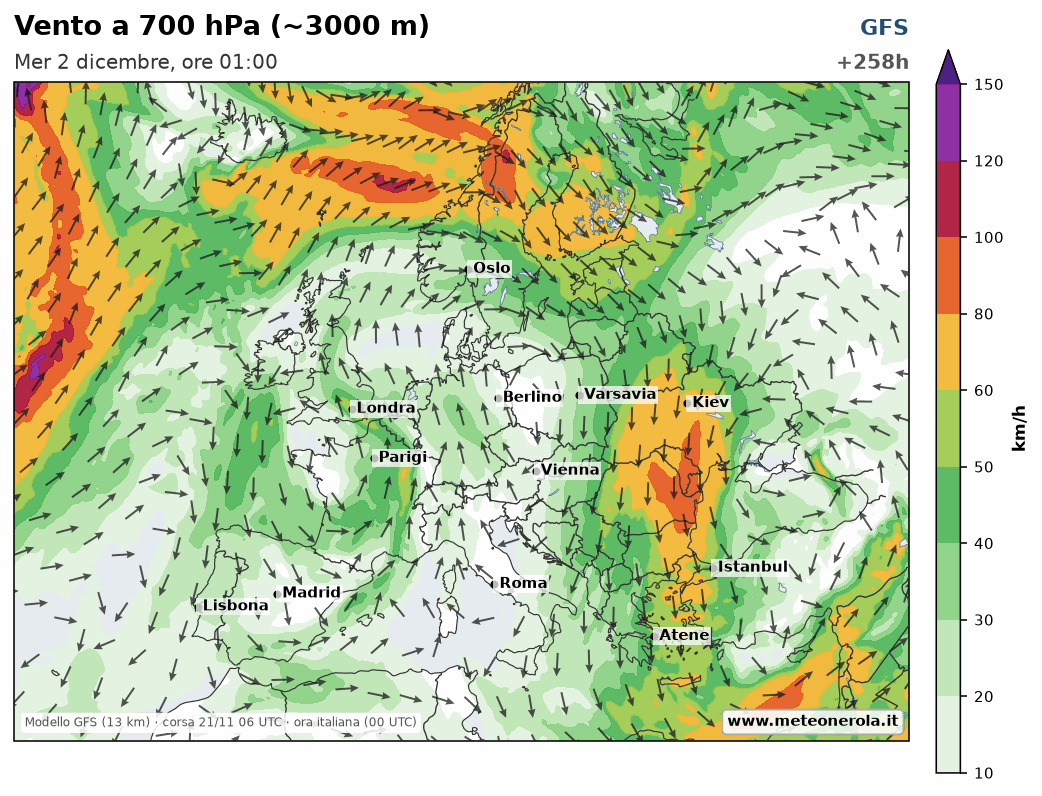 Vento a 700 hPa (~3000 m)
GFS
Mer 2 dicembre, ore 01:00
+258h
150
120
100
80
60
50
40
30
20
10
km/h
Oslo
Berlino
Varsavia
Kiev
Londra
Parigi
Vienna
Istanbul
Roma
Madrid
Lisbona
Atene
Modello GFS (13 km) · corsa 21/11 06 UTC · ora italiana (00 UTC)
www.meteonerola.it